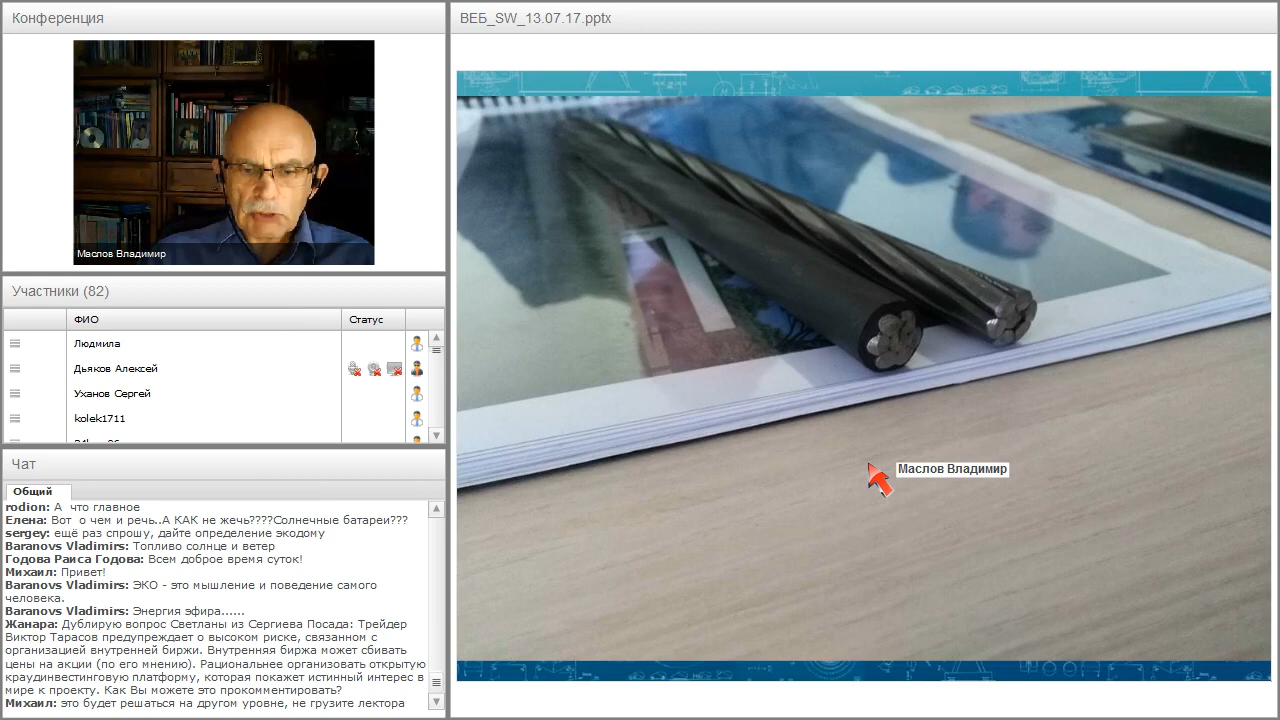 Конференция
Маслов Владимир
Участники (82)
ФИО
Статус
Людмила
Дьяков Алексей
Уханов Сергей
kolek1711
Чат
Общий
rodion: А что главное
Елена: Вот о чем и речь..А КАК не жечь????Солнечные батареи???
sergey: ещё раз спрошу, дайте определение экодому
Baranovs Vladimirs: Топливо солнце и ветер
Годова Раиса Годова: Всем доброе время суток!
Михаил: Привет!
Baranovs Vladimirs: ЭКО - это мышление и поведение самого
человека.
Baranovs Vladimirs: Энергия эфира......
Жанара: Дублирую вопрос Светланы из Сергиева Посада: Трейдер
Виктор Тарасов предупреждает о высоком риске, связанном с
организацией внутренней биржи. Внутренняя биржа может сбивать
цены на акции (по его мнению). Рациональнее организовать открытую
краудинвестинговую платформу, которая покажет истинный интерес в
мире к проекту. Как Вы можете это прокомментировать?
Михаил: это будет решаться на другом уровне, не грузите лектора
ВЕБ_SW_13.07.17.pptx
Маслов Владимир